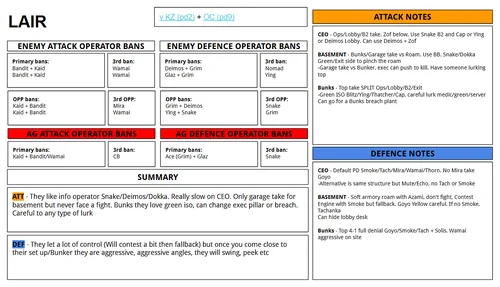 LAIR
v KZ (pd2) + OC (pd9)
ENEMY ATTACK OPERATOR BANS
Primary bans:
Bandit + Kaid
Bandit + Kaid
3rd ban:
Wamai
Wamai
OPP bans:
Kaid + Bandit
Kaid + Bandit
3rd OPP:
Mira
Wamai
ENEMY DEFENCE OPERATOR BANS
Primary bans:
Deimos + Grim
Glaz + Grim
3rd ban:
Nomad
Ying
OPP bans:
Grim + Deimos
Ying + Snake
3rd OPP:
Snake
Grim
AG ATTACK OPERATOR BANS
Primary bans:
Kaid + Bandit/Wamai
3rd ban:
CB
AG DEFENCE OPERATOR BANS
Primary bans:
Ace (Grim) + Glaz
3rd ban:
Snake
SUMMARY
ATT - They like info operator Snake/Deimos/Dokka. Really slow on CEO. Only garage take for
basement but never face a fight. Bunks they love green iso, can change exec pillar or breach.
Careful to any type of lurk
DEF - They let a lot of control (Will contest a bit then fallback) but once you come close to
their set up/Bunker they are aggressive, aggressive angles, they will swing, peek etc
ATTACK NOTES
CEO - Ops/Lobby/B2 take. Zof below. Use Snake B2 and Cap or Ying
or Deimos Lobby. Can use Deimos + Zof
BASEMENT - Bunks/Garage take vs Roam. Use BB, Snake/Dokka
Green/Exit side to pinch the roam
-Garage take vs Bunker, exec can push to kill. Have someone lurking
top
Bunks - Top take SPLIT Ops/Lobby/B2/Exit
-Green ISO Blitz/Ying/Thatcher/Cap, careful lurk medic/green/server
Can go for a Bunks breach plant
DEFENCE NOTES
CEO - Default PD Smoke/Tach/Mira/Wamai/Thorn. No Mira take
Goyo
-Alternative is same structure but Mute/Echo, no Tach or Smoke
BASEMENT - Soft armory roam with Azami, don't fight, Contest
Engine with Smoke but fallback. Goyo Yellow careful. If no Smoke,
Tachanka
Can hide lobby desk
Bunks - Top 4-1 full denial Goyo/Smoke/Tach + Solis. Wamai
aggressive on site